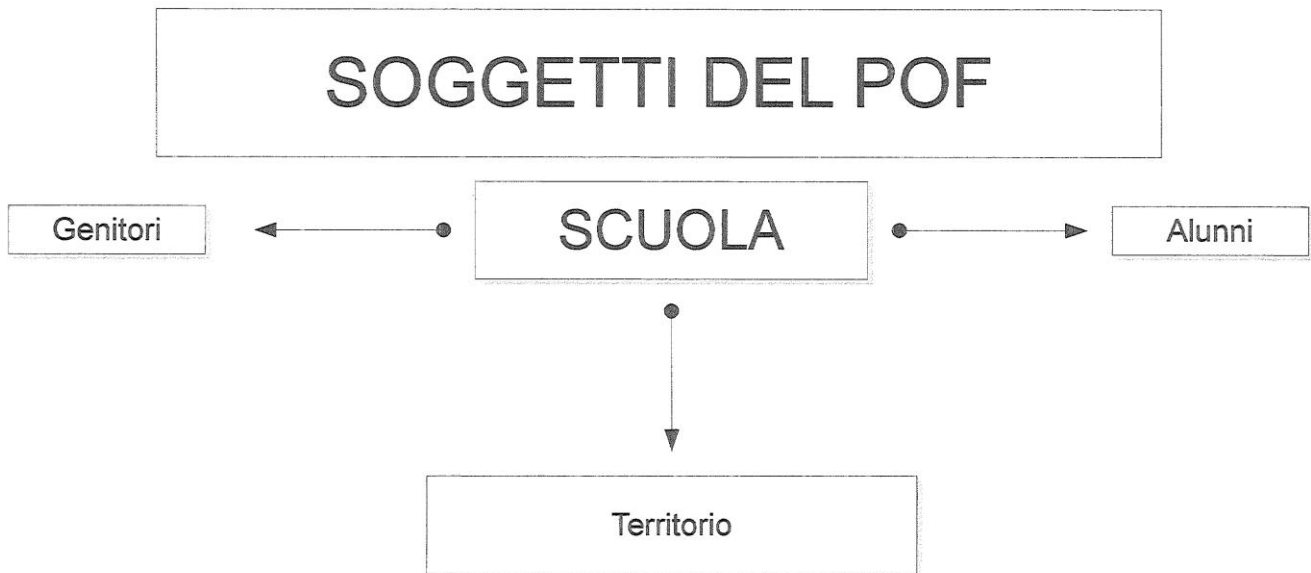 SOGGETTI DEL POF
Genitori
SCUOLA
Alunni
Territorio